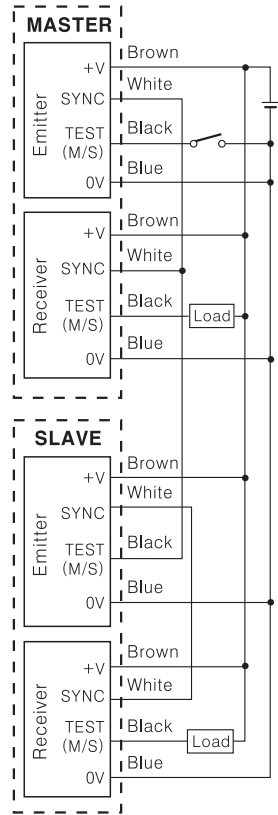 MASTER
Emitter
+V Brown
SYNC White
TEST Black
(M/S)
0V Blue
Receiver
+V Brown
SYNC White
TEST Black
(M/S)
Load
0V Blue
SLAVE
Emitter
+V Brown
SYNC White
TEST Black
(M/S)
0V Blue
Receiver
+V Brown
SYNC White
TEST Black
(M/S)
Load
0V Blue